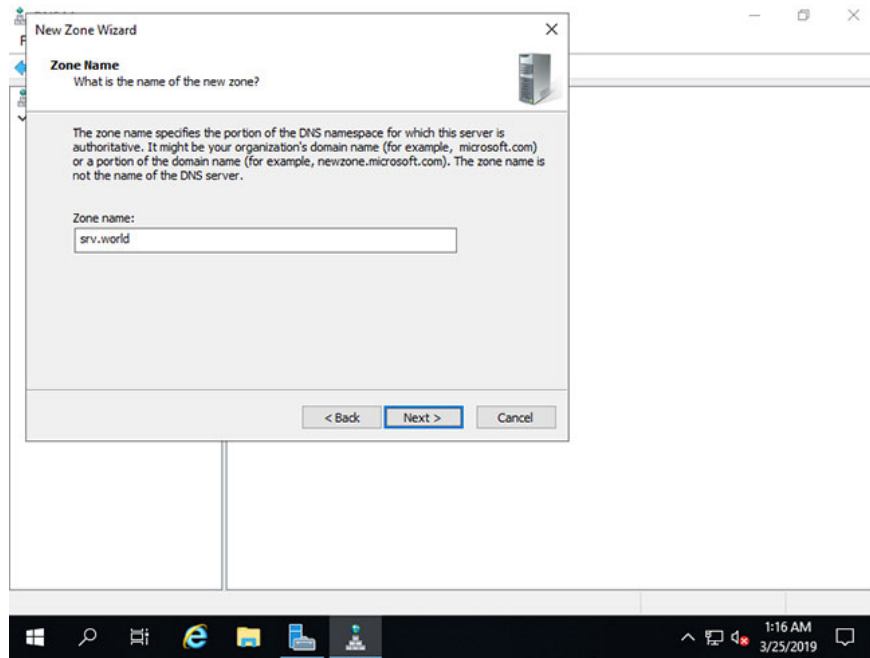 New Zone Wizard
Zone Name
What is the name of the new zone?
The zone name specifies the portion of the DNS namespace for which this server is
authoritative. It might be your organization's domain name (for example, microsoft.com)
or a portion of the domain name (for example, newzone.microsoft.com). The zone name is
not the name of the DNS server.
Zone name:
srv.world
< Back
Next >
Cancel
1:16 AM
3/25/2019